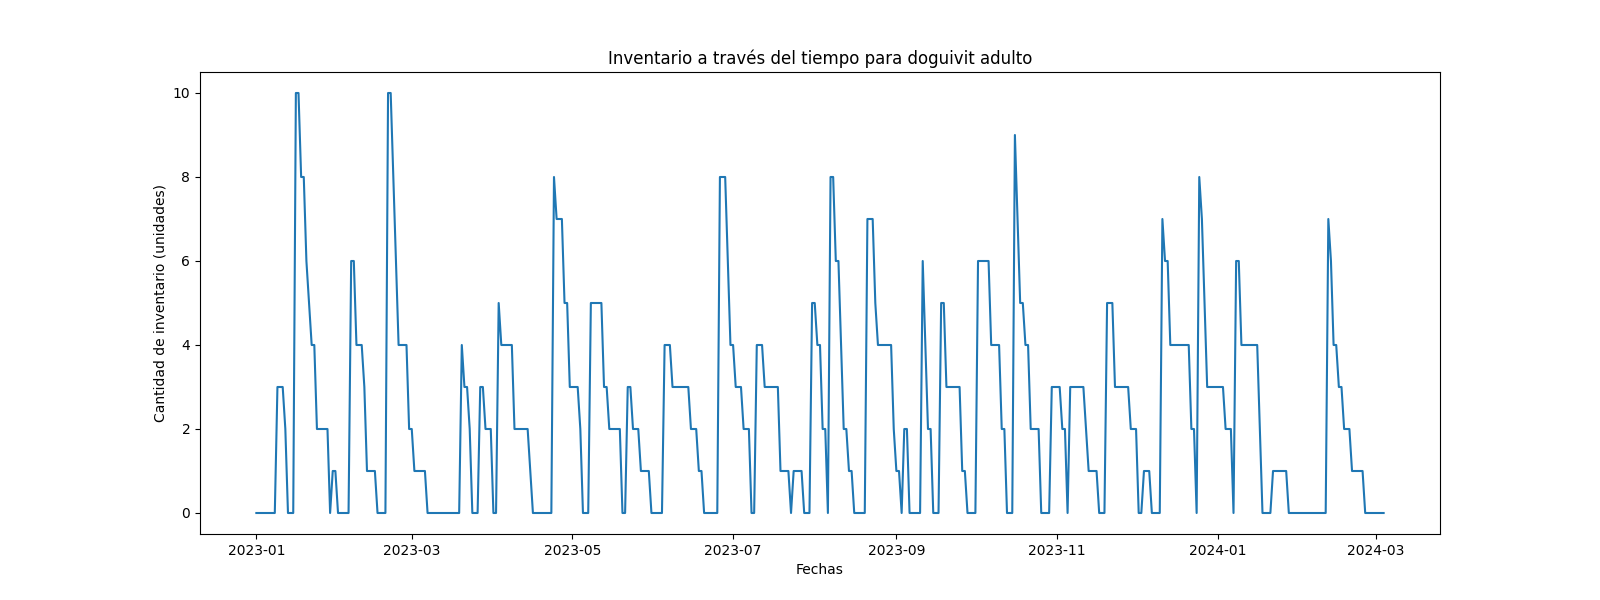 Inventario a través del tiempo para doguivit adulto
Cantidad de inventario (unidades)
10
8
6
4
2
0
2023-01 2023-03 2023-05 2023-07 2023-09 2023-11 2024-01 2024-03
Fechas